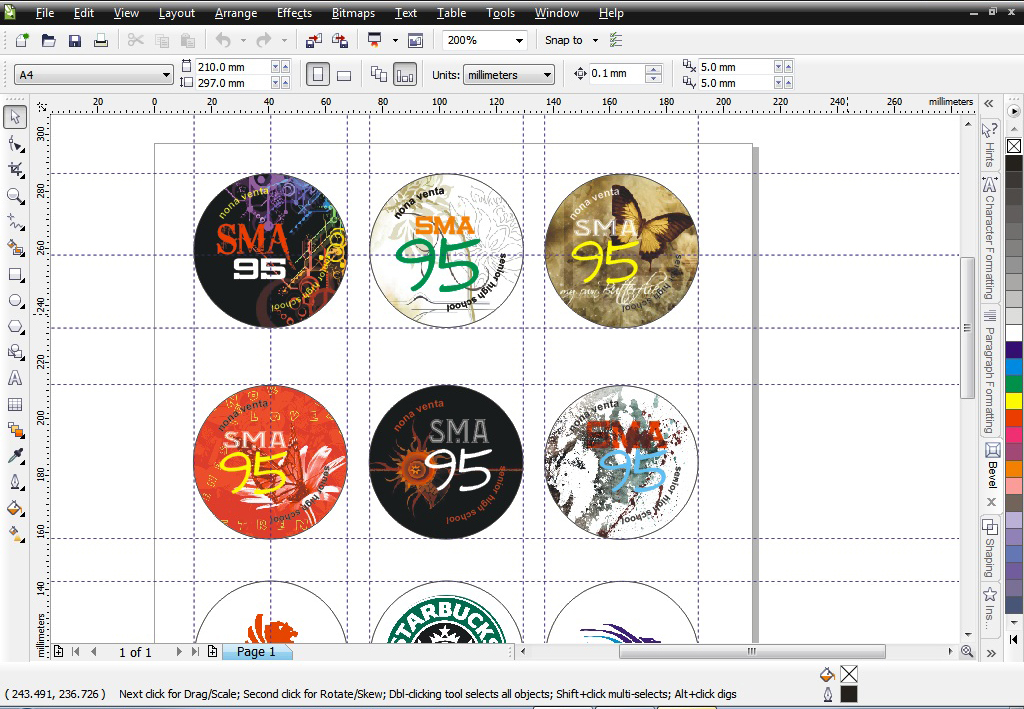 File Edit View Layout Arrange Effects Bitmaps Text Table Tools Window Help
200% Snap to
A4 210.0 mm 297.0 mm Units: millimeters 0.1 mm 5.0 mm 5.0 mm
20 0 20 40 60 80 100 120 140 160 180 200 220 240 260 millimeters
300
280
260
240
220
200
180
160
140
millimeters
nona venta
SMA
95
senior high school
nona venta
SMA
95
senior high school
nona venta
SMA
95
my own Butterflies
senior high school
nona venta
SMA
95
senior high school
nona venta
SMA
95
senior high school
nona venta
SMA
95
senior high school
STARBUCKS
Hints
Character Formatting
Paragraph Formatting
Bevel
Shaping
Ins...
1 of 1 Page 1
( 243.491, 236.726 ) Next click for Drag/Scale; Second click for Rotate/Skew; Dbl-clicking tool selects all objects; Shift+click multi-selects; Alt+click digs